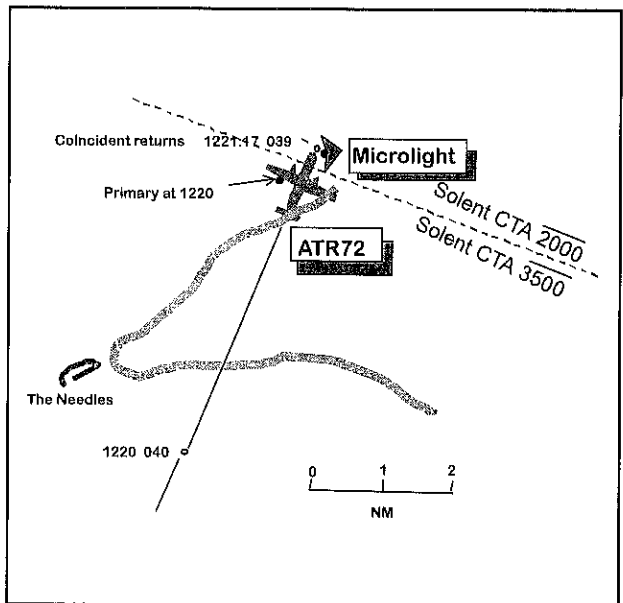 Coincident returns 1221:47 039
Microlight
Primary at 1220
Solent CTA 2000
Solent CTA 3500
ATR72
The Needles
1220 040
0 1 2
NM